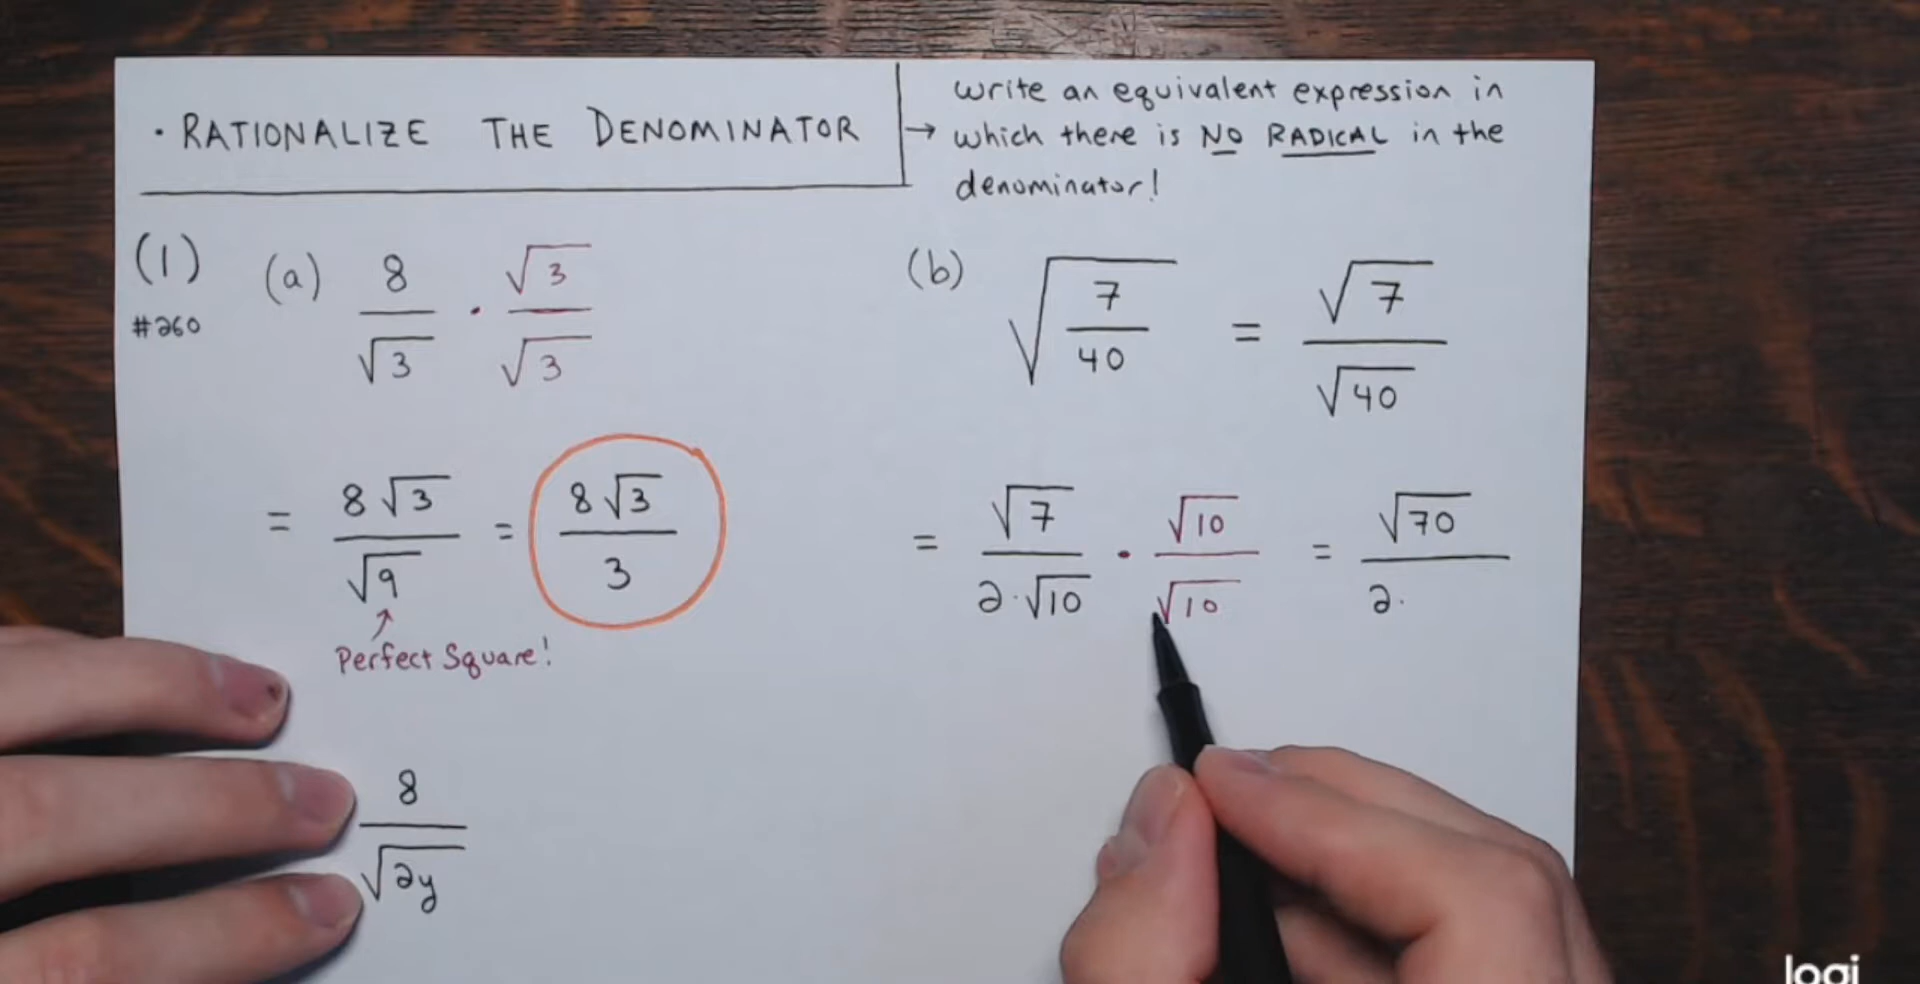 · RATIONALIZE THE DENOMINATOR
→ write an equivalent expression in
which there is NO RADICAL in the
denominator!
(1)
#260
(a) 8/√3 · √3/√3
= 8√3/√9 = 8√3/3
↑
Perfect Square!
(b) √(7/40) = √7/√40
= √7/(2·√10) · √10/√10 = √70/2·
8/√2y
logi